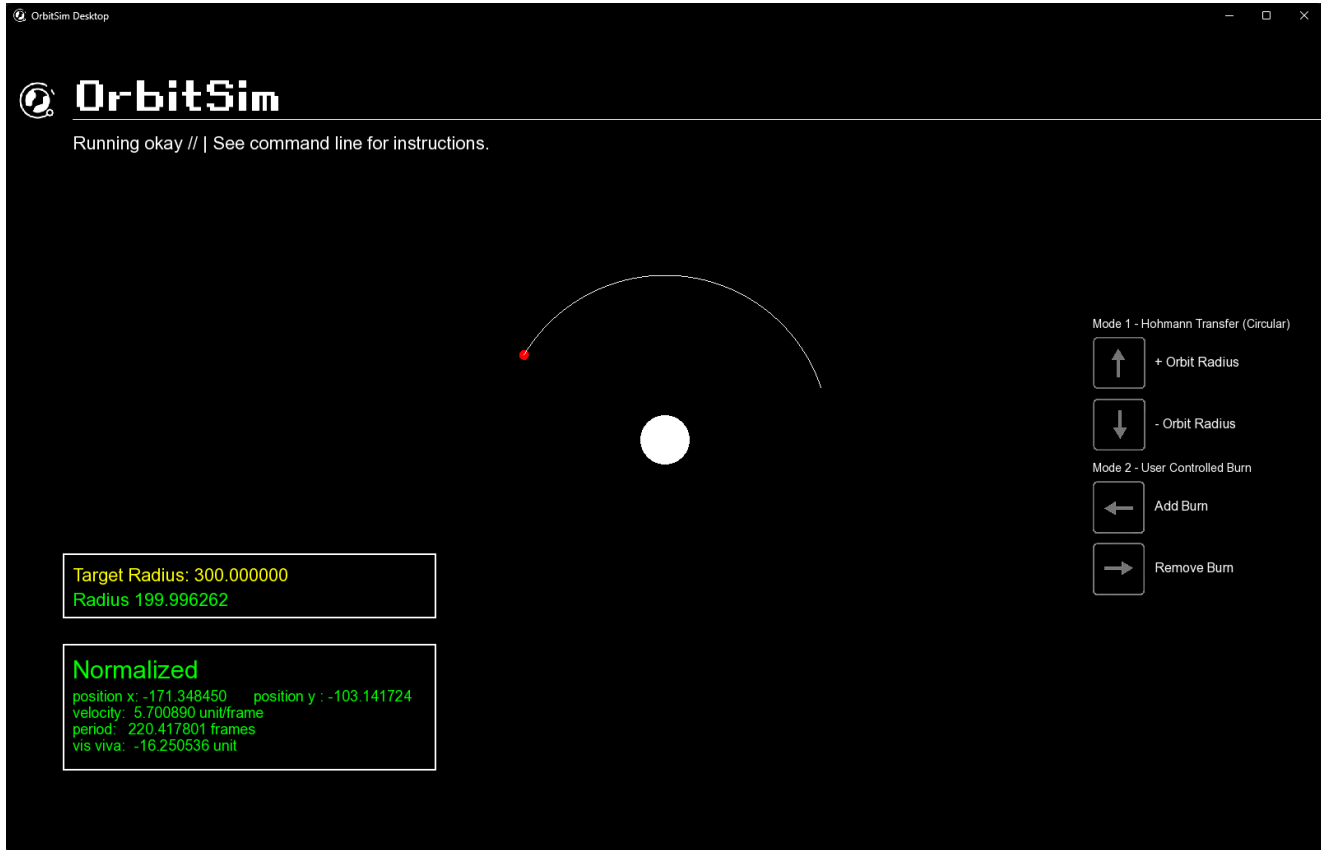 OrbitSim Desktop
OrbitSim
Running okay // | See command line for instructions.
Mode 1 - Hohmann Transfer (Circular)
+ Orbit Radius
- Orbit Radius
Mode 2 - User Controlled Burn
Add Burn
Remove Burn
Target Radius: 300.000000
Radius 199.996262
Normalized
position x: -171.348450 position y : -103.141724
velocity: 5.700890 unit/frame
period: 220.417801 frames
vis viva: -16.250536 unit